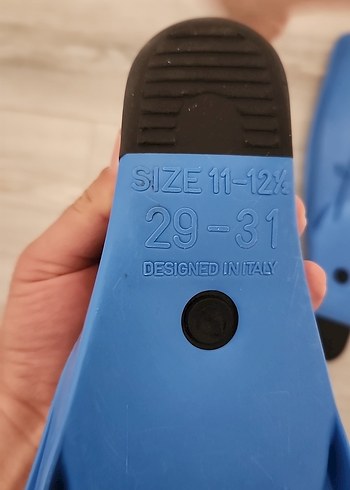 SIZE 11-12½
29-31
DESIGNED IN ITALY